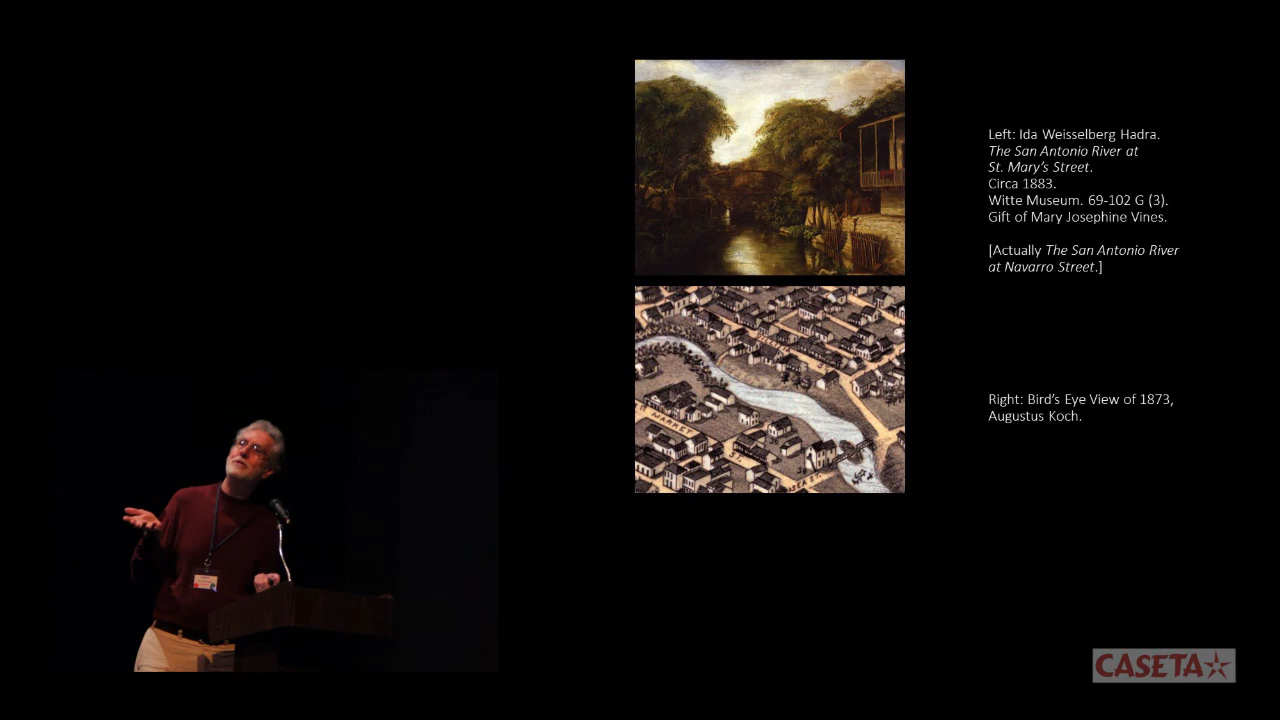 Left: Ida Weisselberg Hadra.
The San Antonio River at
St. Mary's Street.
Circa 1883.
Witte Museum. 69-102 G (3).
Gift of Mary Josephine Vines.
[Actually The San Antonio River
at Navarro Street.]
Right: Bird's Eye View of 1873,
Augustus Koch.
MARKET
ST.
CASETA